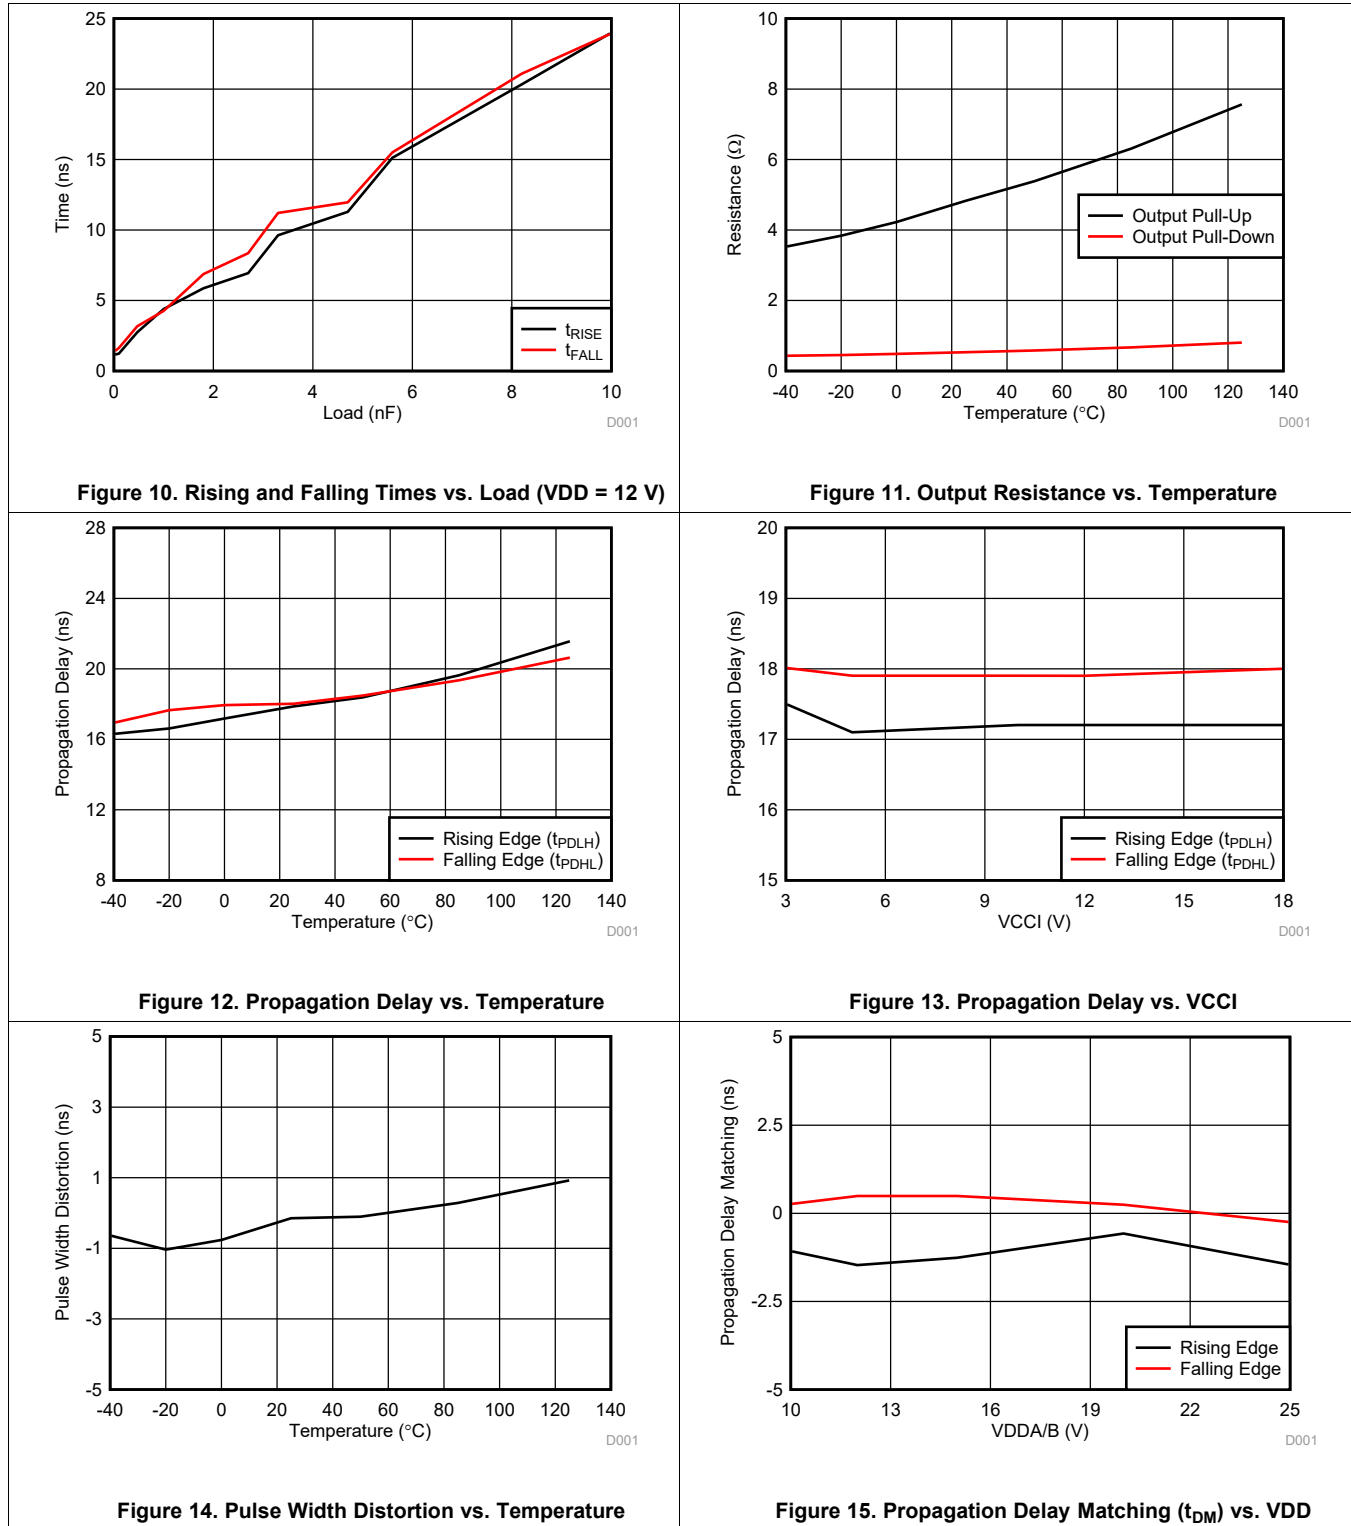 25
20
15
10
5
0
Time (ns)
0 2 4 6 8 10
Load (nF)
t_RISE
t_FALL
D001
Figure 10. Rising and Falling Times vs. Load (VDD = 12 V)
10
8
6
4
2
0
Resistance (Ω)
-40 -20 0 20 40 60 80 100 120 140
Temperature (°C)
Output Pull-Up
Output Pull-Down
D001
Figure 11. Output Resistance vs. Temperature
28
24
20
16
12
8
Propagation Delay (ns)
-40 -20 0 20 40 60 80 100 120 140
Temperature (°C)
Rising Edge (t_PDLH)
Falling Edge (t_PDHL)
D001
Figure 12. Propagation Delay vs. Temperature
20
19
18
17
16
15
Propagation Delay (ns)
3 6 9 12 15 18
VCCI (V)
Rising Edge (t_PDLH)
Falling Edge (t_PDHL)
D001
Figure 13. Propagation Delay vs. VCCI
5
3
1
-1
-3
-5
Pulse Width Distortion (ns)
-40 -20 0 20 40 60 80 100 120 140
Temperature (°C)
D001
Figure 14. Pulse Width Distortion vs. Temperature
5
2.5
0
-2.5
-5
Propagation Delay Matching (ns)
10 13 16 19 22 25
VDDA/B (V)
Rising Edge
Falling Edge
D001
Figure 15. Propagation Delay Matching (t_DM) vs. VDD